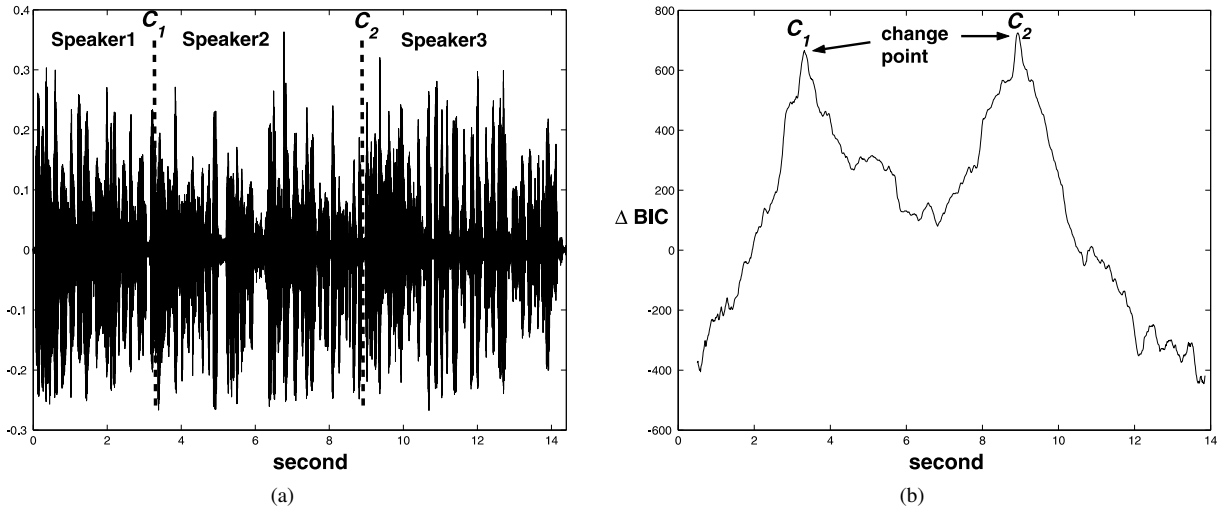 0.4
C1
C2
Speaker1
Speaker2
Speaker3
0.3
0.2
0.1
0
-0.1
-0.2
-0.3
0 2 4 6 8 10 12 14
second
(a)
800
C1
C2
change
point
600
400
200
Δ BIC
0
-200
-400
-600
0 2 4 6 8 10 12 14
second
(b)